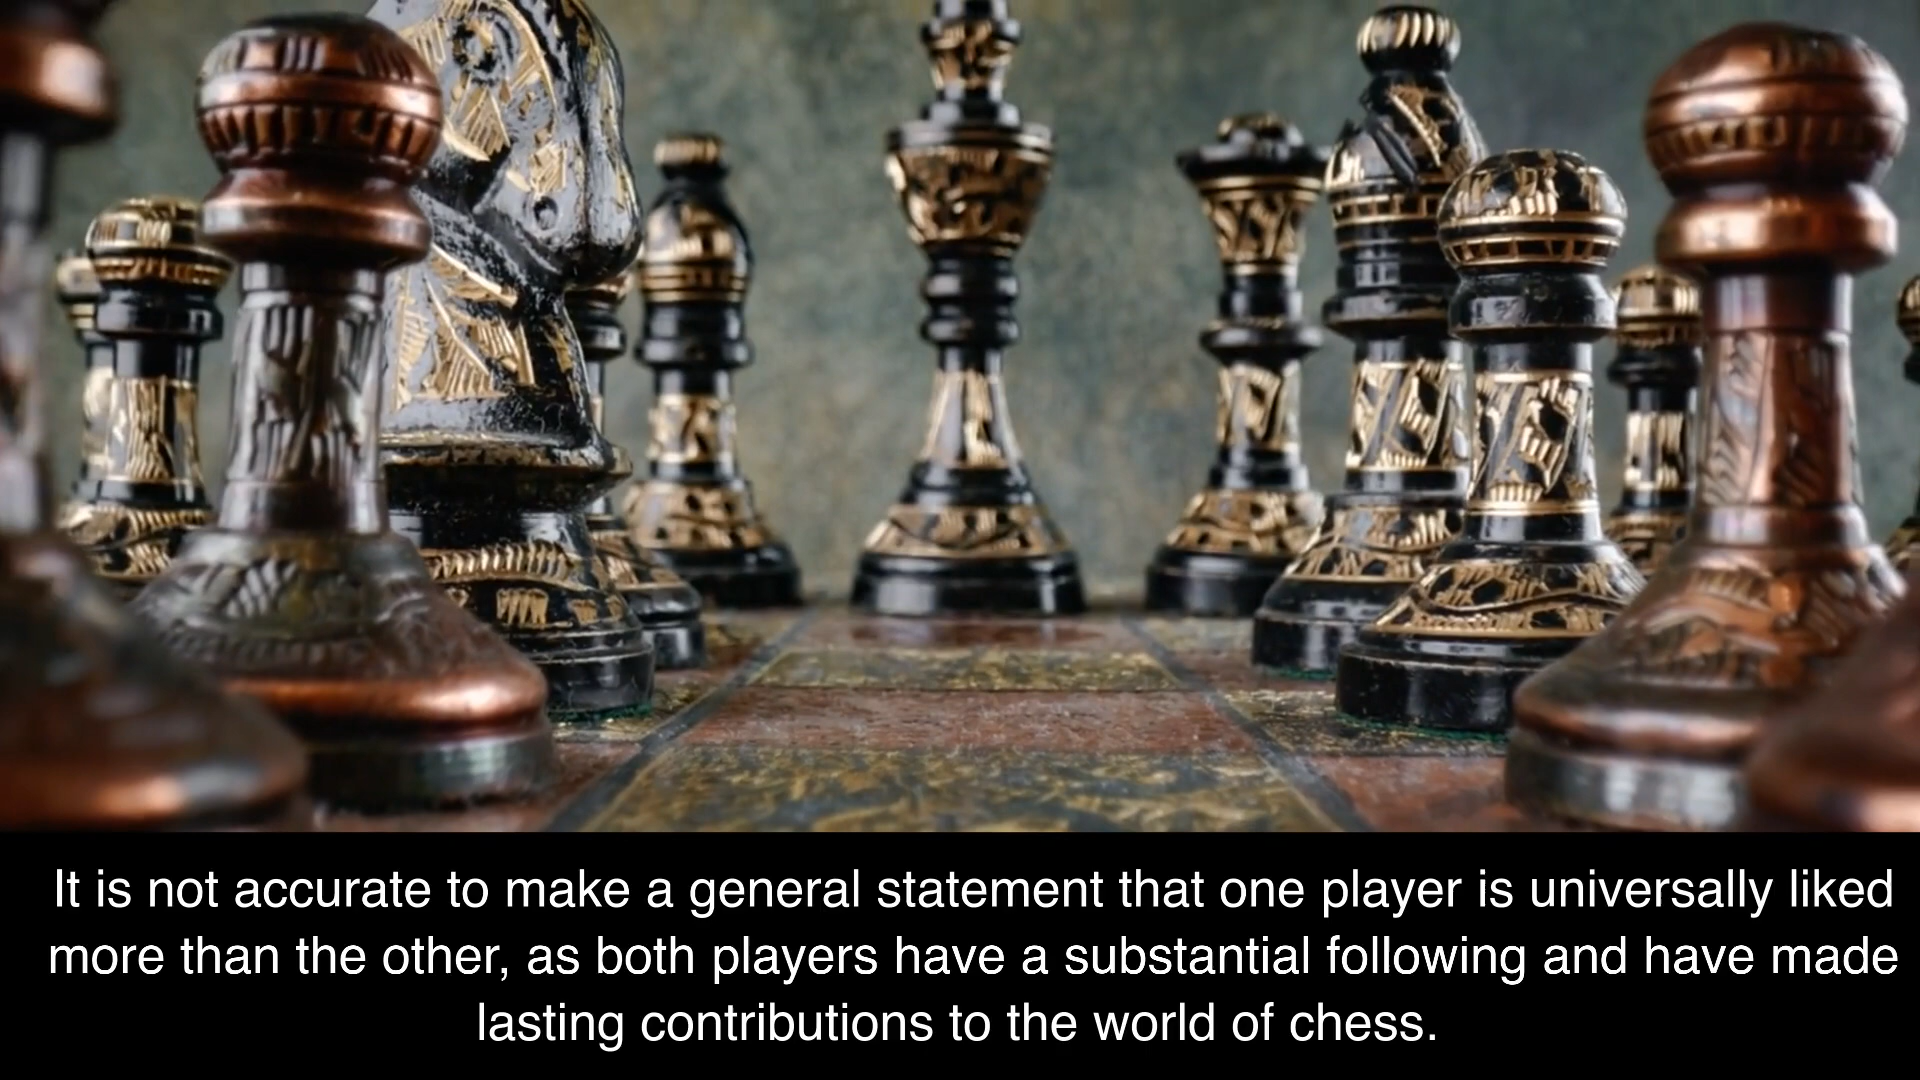 It is not accurate to make a general statement that one player is universally liked
more than the other, as both players have a substantial following and have made
lasting contributions to the world of chess.